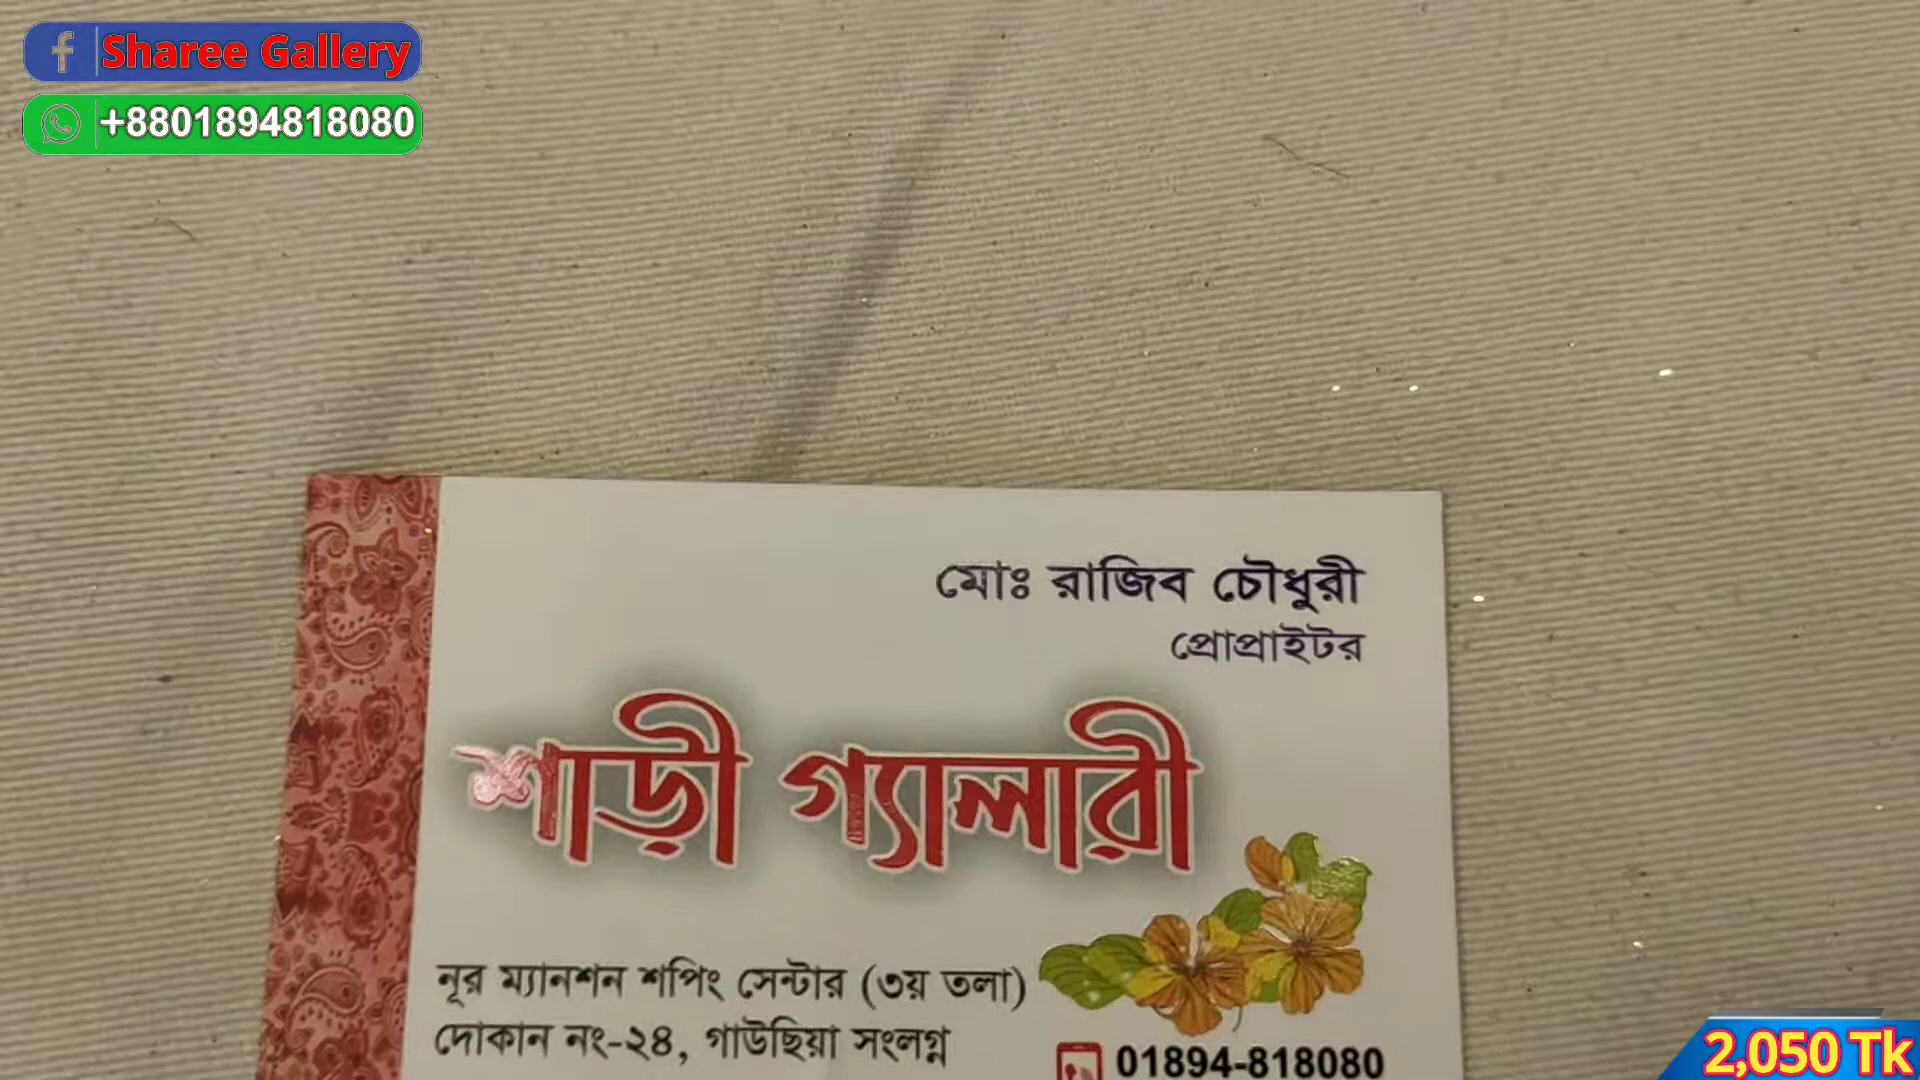 Sharee Gallery
+8801894818080
মোঃ রাজিব চৌধুরী
প্রোপ্রাইটর
শাড়ী গ্যালারী
নূর ম্যানশন শপিং সেন্টার (৩য় তলা)
দোকান নং-২৪, গাউছিয়া সংলগ্ন
01894-818080
2,050 Tk